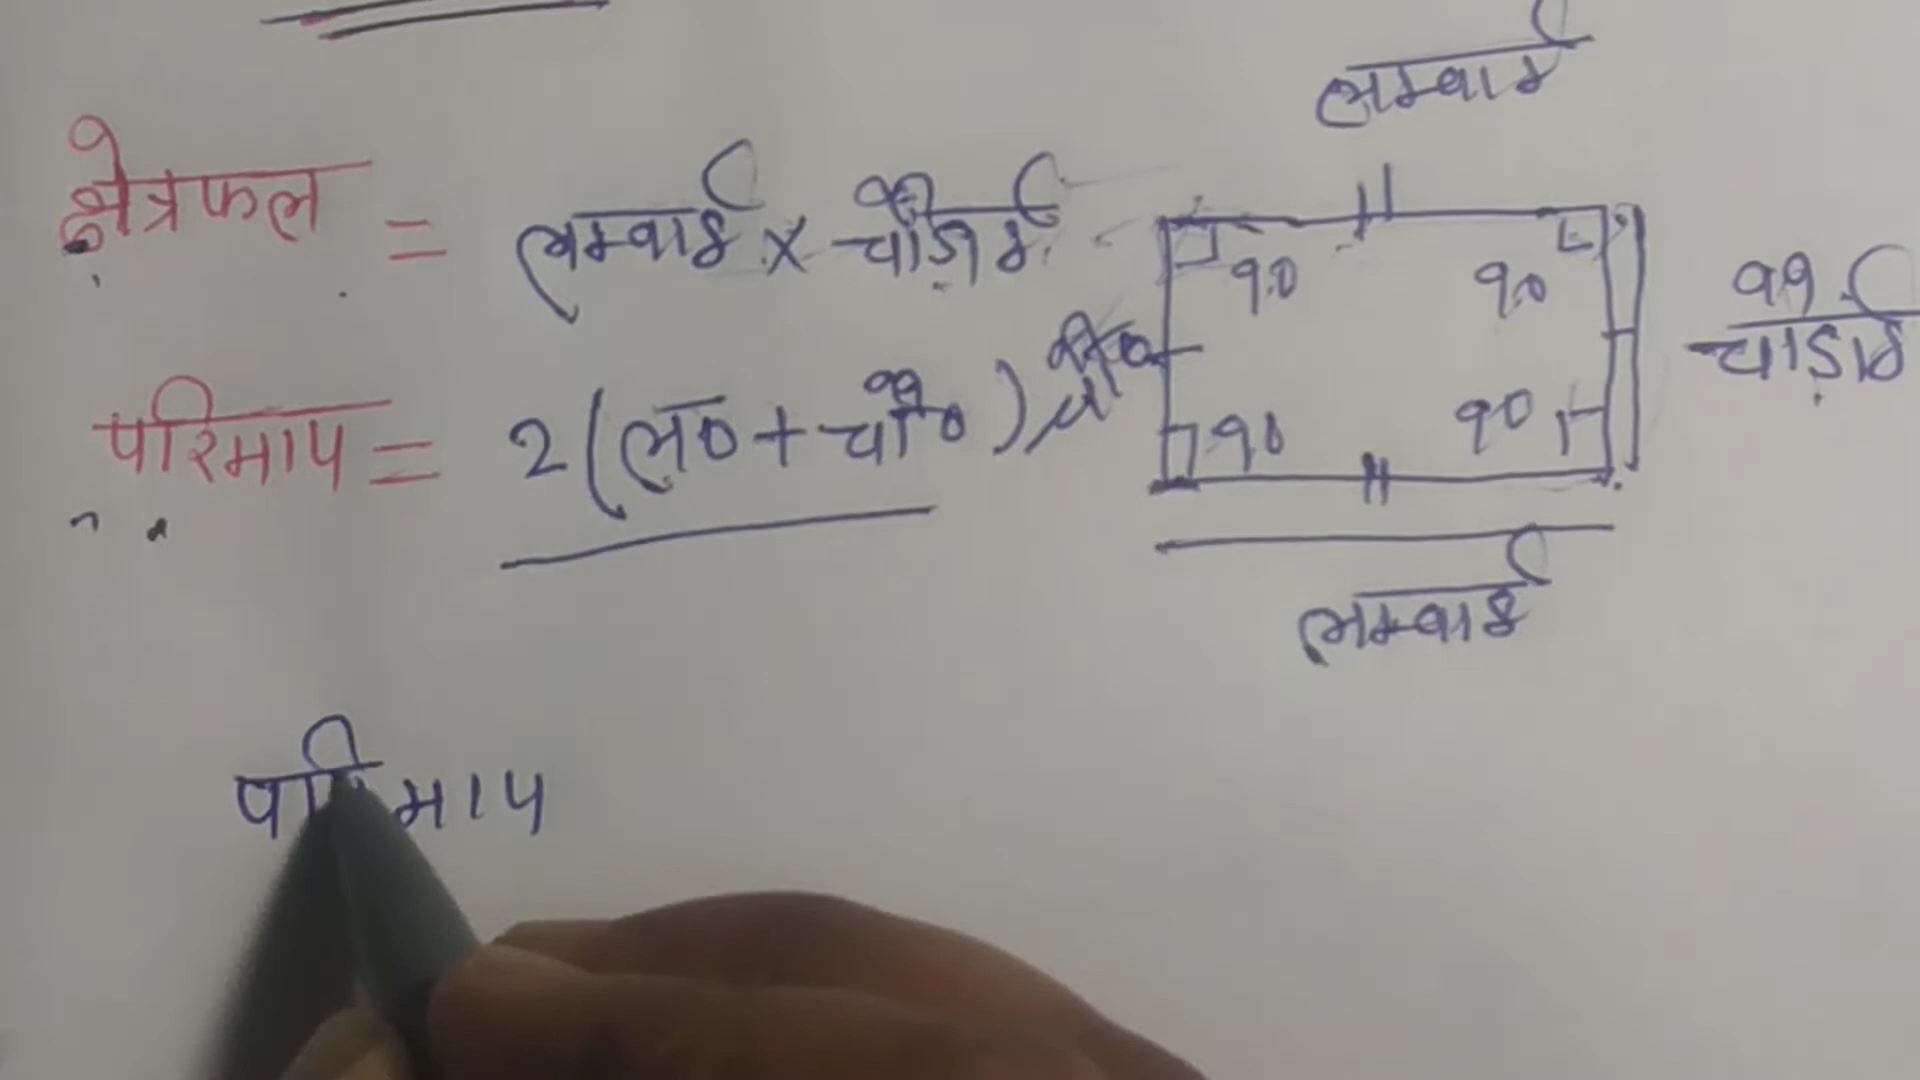 लम्बाई
क्षेत्रफल = लम्बाई x चौड़ाई
90 90
चौड़ाई
परिमाप = 2 (ल० + चौ०)
90 90
लम्बाई
परिमाप